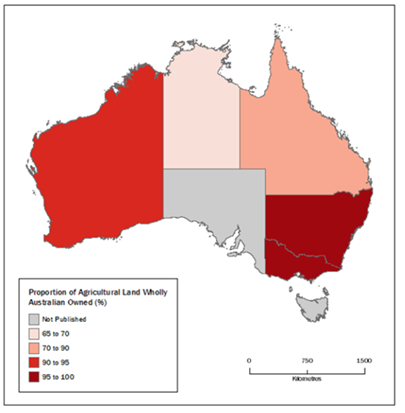 Proportion of Agricultural Land Wholly
Australian Owned (%)
Not Published
65 to 70
70 to 90
90 to 95
95 to 100
0 750 1500
Kilometres